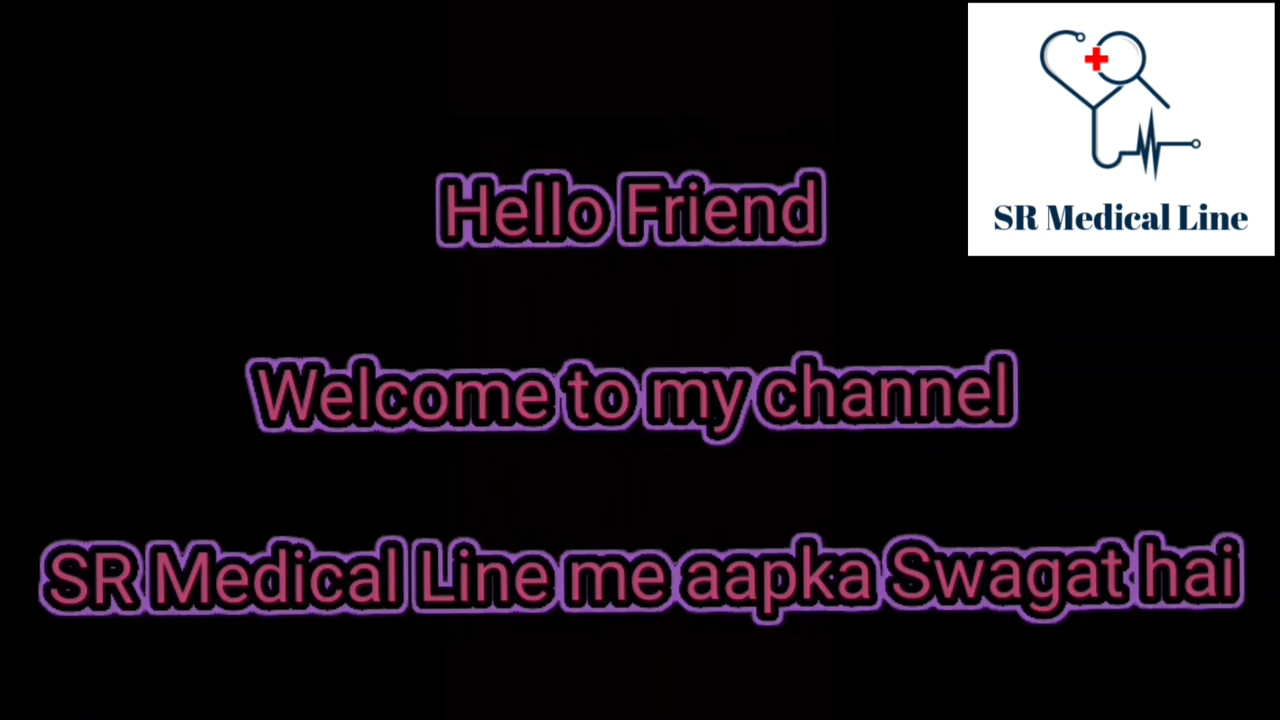 SR Medical Line
Hello Friend
Welcome to my channel
SR Medical Line me aapka Swagat hai